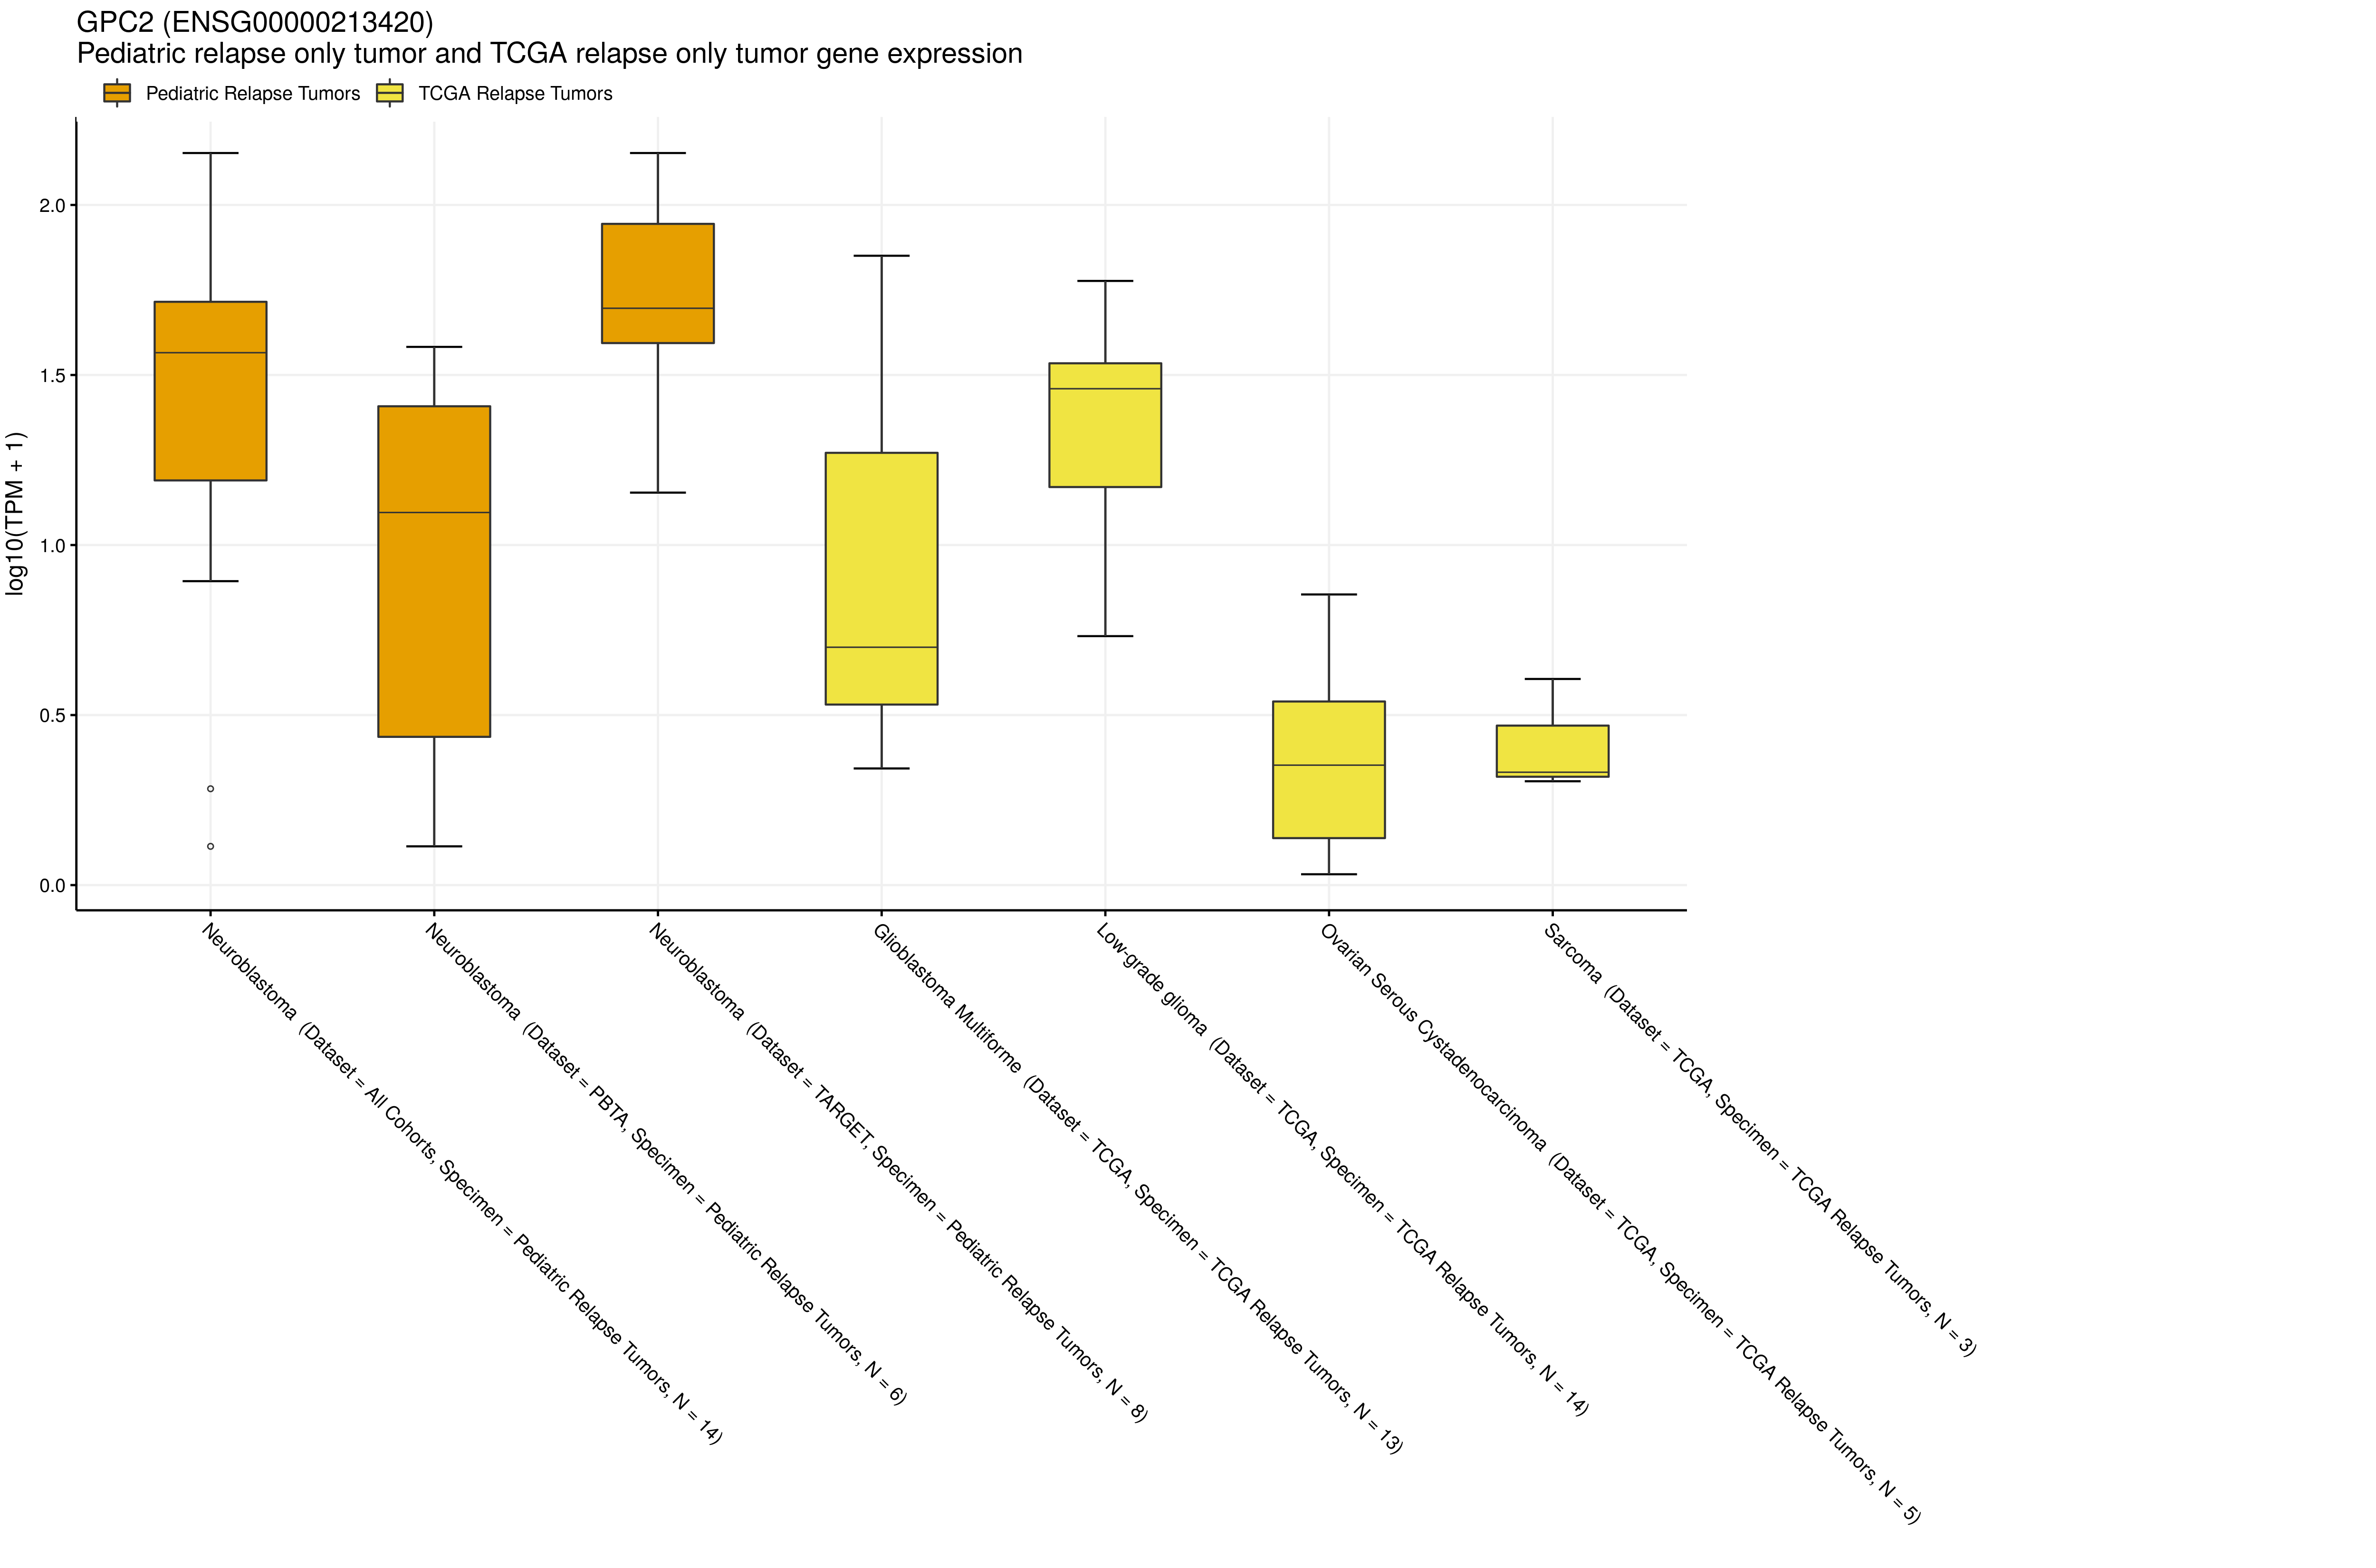 GPC2 (ENSG00000213420)
Pediatric relapse only tumor and TCGA relapse only tumor gene expression
Pediatric Relapse Tumors
TCGA Relapse Tumors
log10(TPM + 1)
2.0
1.5
1.0
0.5
0.0
Neuroblastoma (Dataset = All Cohorts, Specimen = Pediatric Relapse Tumors, N = 14)
Neuroblastoma (Dataset = PBTA, Specimen = Pediatric Relapse Tumors, N = 6)
Neuroblastoma (Dataset = TARGET, Specimen = Pediatric Relapse Tumors, N = 8)
Glioblastoma Multiforme (Dataset = TCGA, Specimen = TCGA Relapse Tumors, N = 13)
Low-grade glioma (Dataset = TCGA, Specimen = TCGA Relapse Tumors, N = 14)
Ovarian Serous Cystadenocarcinoma (Dataset = TCGA, Specimen = TCGA Relapse Tumors, N = 5)
Sarcoma (Dataset = TCGA, Specimen = TCGA Relapse Tumors, N = 3)